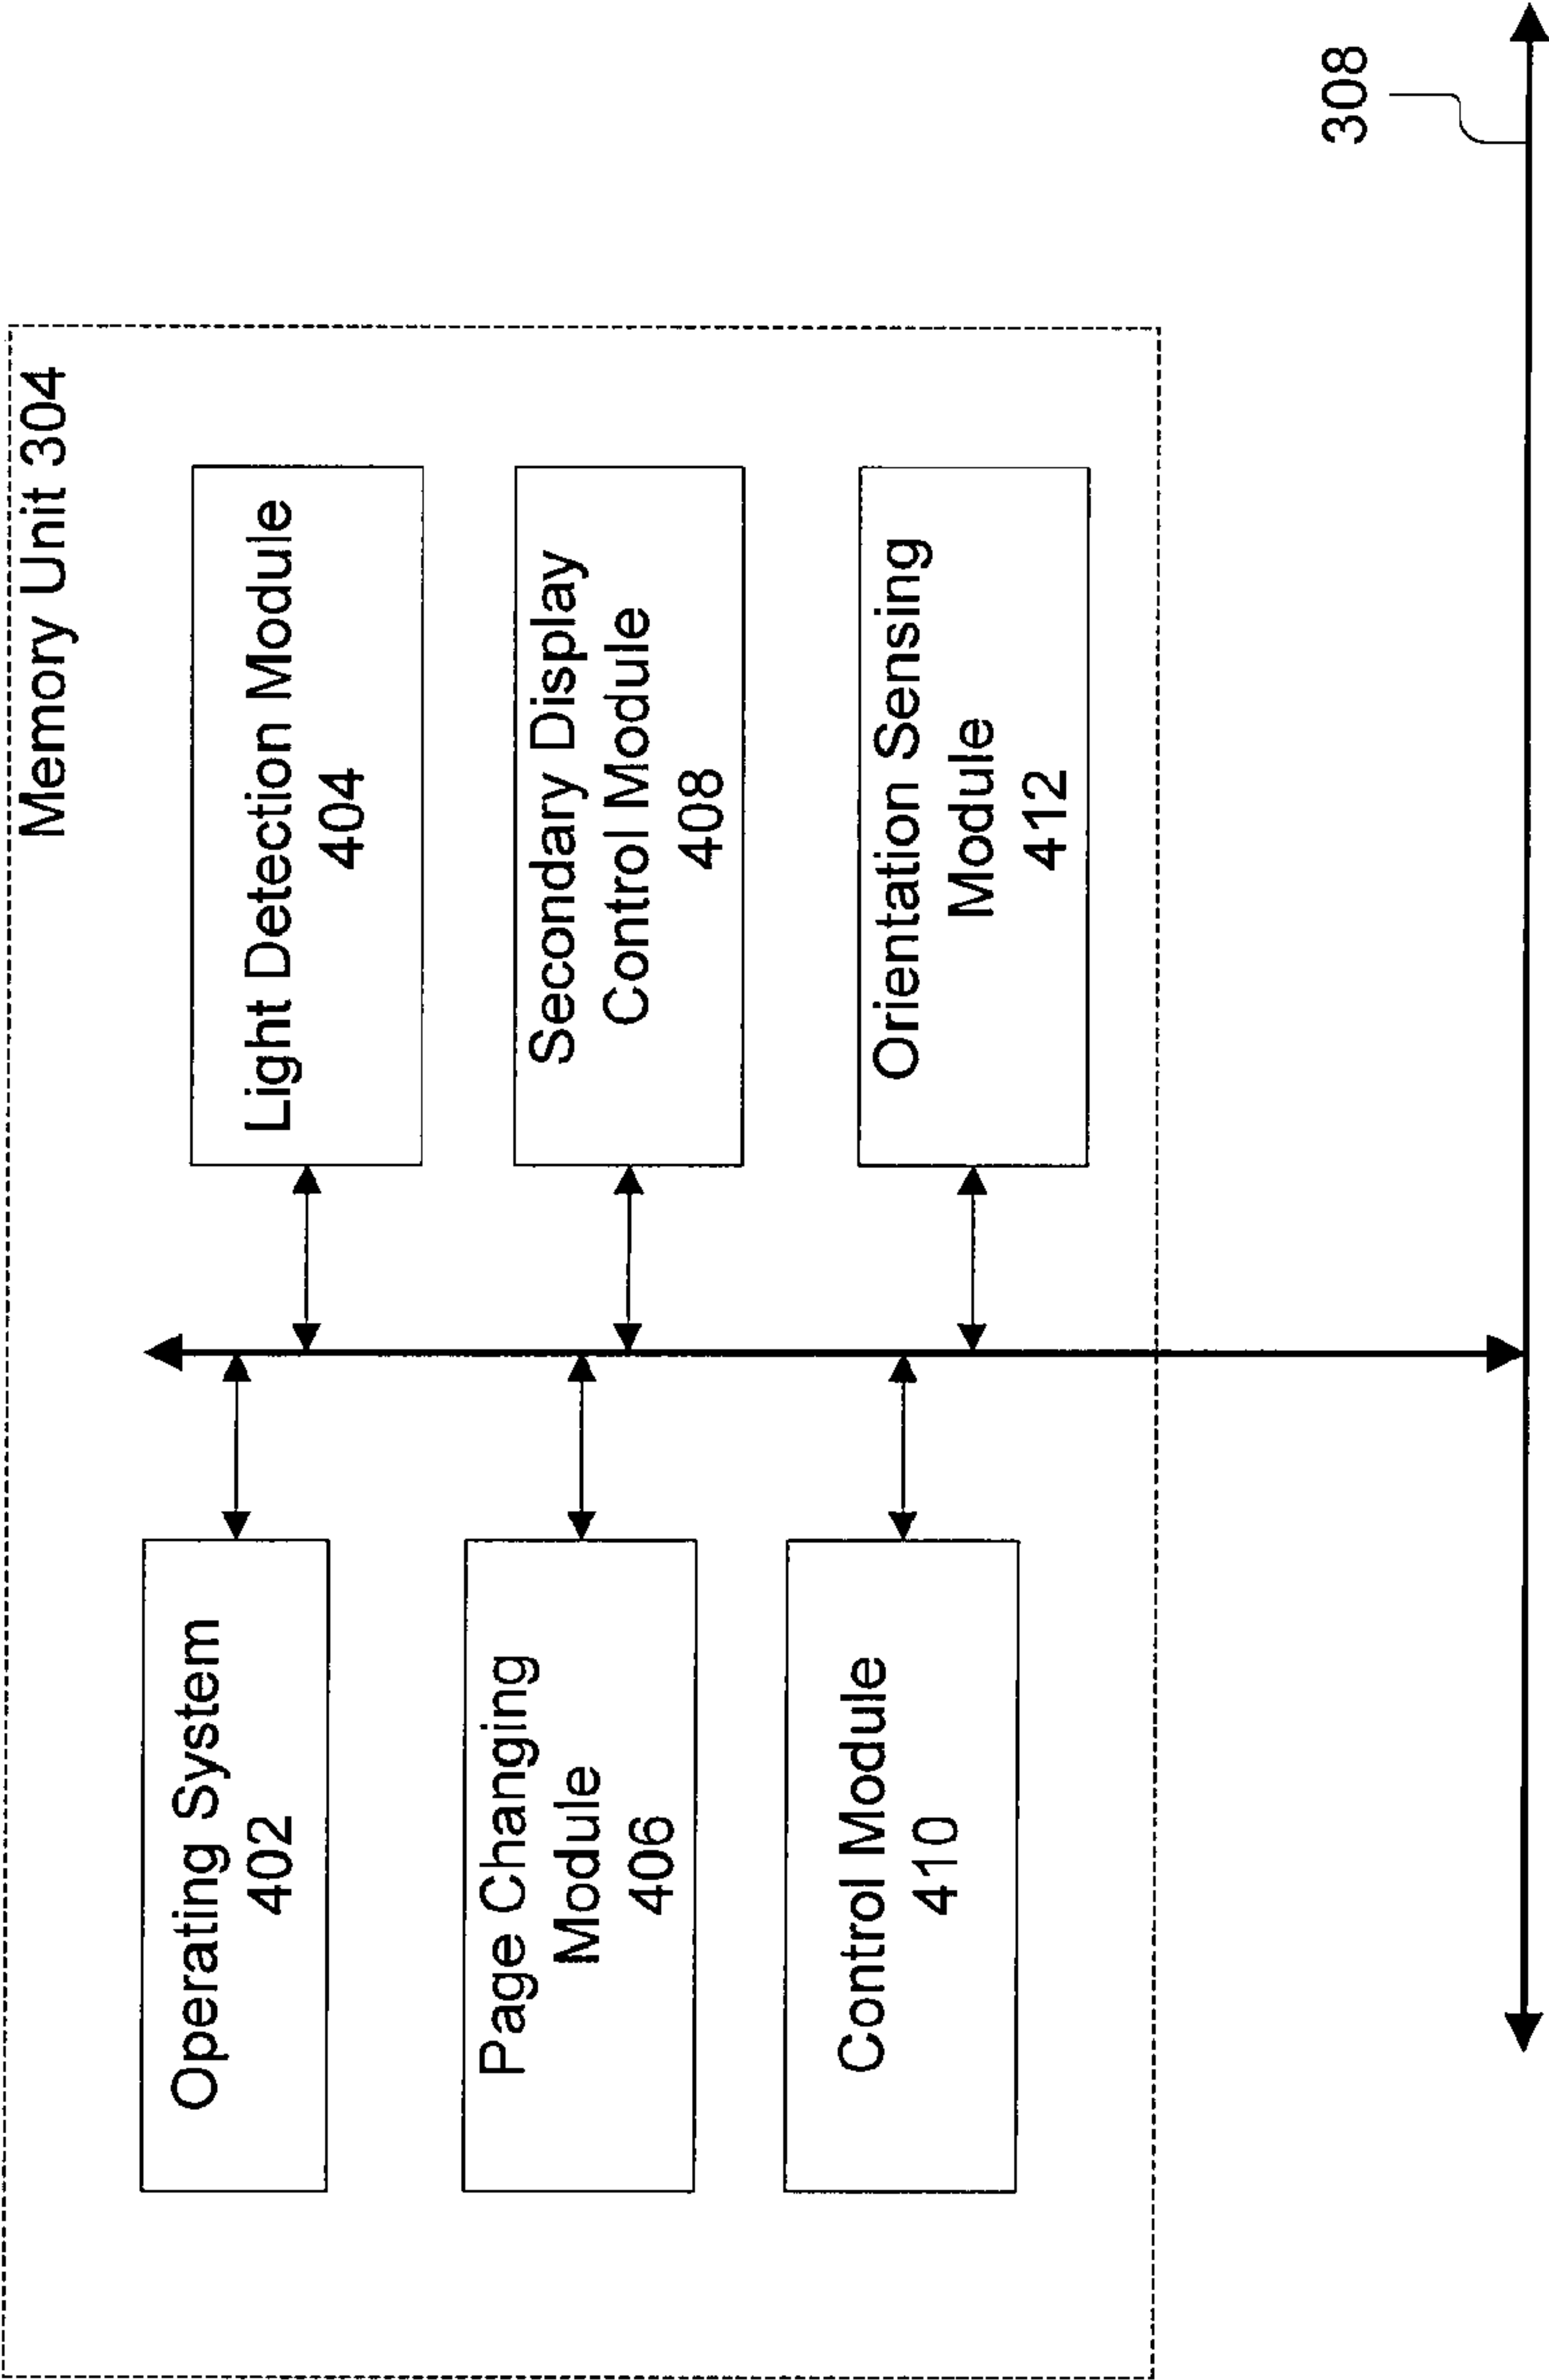 Memory Unit 304
Operating System
402
Light Detection Module
404
Page Changing
Module
406
Secondary Display
Control Module
408
Control Module
410
Orientation Sensing
Module
412
308